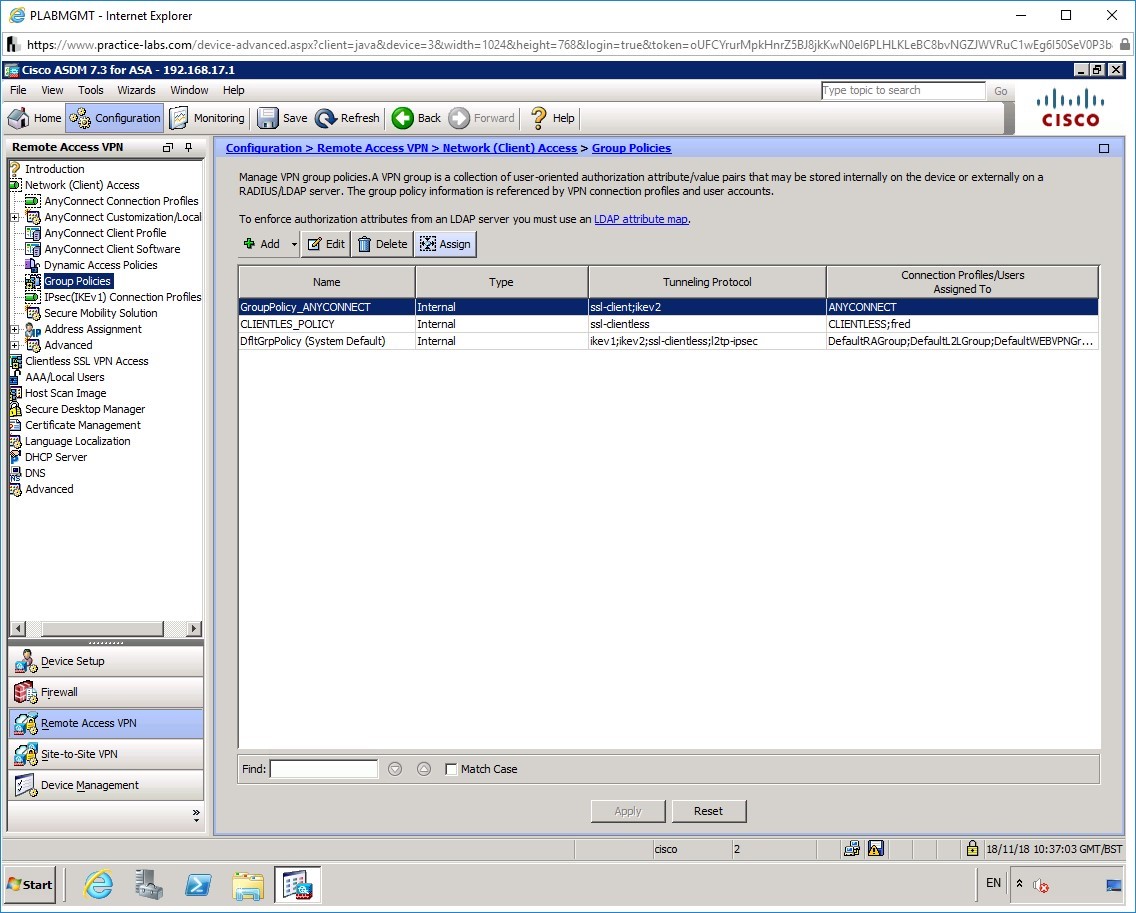 PLABMGMT - Internet Explorer
https://www.practice-labs.com/device-advanced.aspx?client=java&device=3&width=1024&height=768&login=true&token=
Cisco ASDM 7.3 for ASA - 192.168.17.1
File View Tools Wizards Window Help
Type topic to search Go
Home Configuration Monitoring Save Refresh Back Forward Help
CISCO
Remote Access VPN
Introduction
Network (Client) Access
AnyConnect Connection Profiles
AnyConnect Customization/Local
AnyConnect Client Profile
AnyConnect Client Software
Dynamic Access Policies
Group Policies
IPsec(IKEv1) Connection Profiles
Secure Mobility Solution
Address Assignment
Advanced
Clientless SSL VPN Access
AAA/Local Users
Host Scan Image
Secure Desktop Manager
Certificate Management
Language Localization
DHCP Server
DNS
Advanced
Device Setup
Firewall
Remote Access VPN
Site-to-Site VPN
Device Management
Configuration > Remote Access VPN > Network (Client) Access > Group Policies
Manage VPN group policies.A VPN group is a collection of user-oriented authorization attribute/value pairs that may be stored internally on the device or externally on a
RADIUS/LDAP server. The group policy information is referenced by VPN connection profiles and user accounts.
To enforce authorization attributes from an LDAP server you must use an LDAP attribute map.
Add Edit Delete Assign
Name Type Tunneling Protocol Connection Profiles/Users
Assigned To
GroupPolicy_ANYCONNECT Internal ssl-client;ikev2 ANYCONNECT
CLIENTLES_POLICY Internal ssl-clientless CLIENTLESS;fred
DfltGrpPolicy (System Default) Internal ikev1;ikev2;ssl-clientless;l2tp-ipsec DefaultRAGroup;DefaultL2LGroup;DefaultWEBVPNGr...
Find: Match Case
Apply Reset
cisco 2 18/11/18 10:37:03 GMT/BST
Start EN